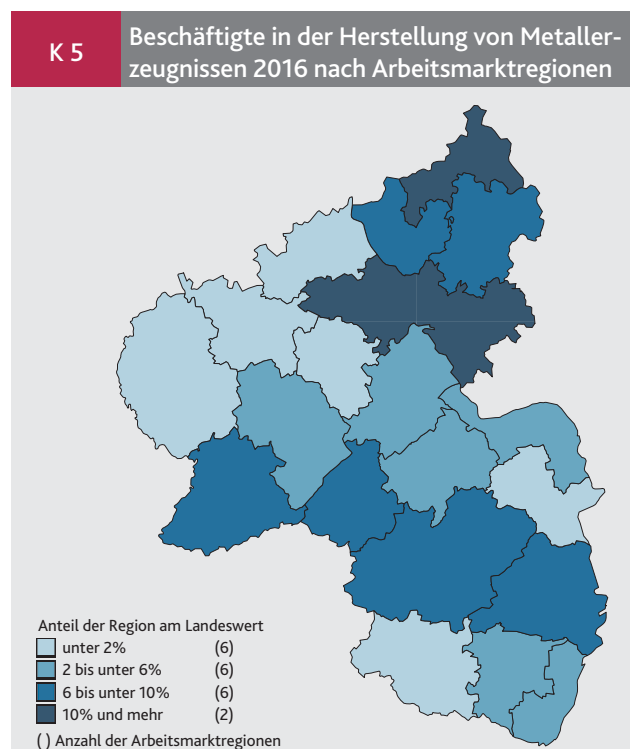 K 5
Beschäftigte in der Herstellung von Metaller-
zeugnissen 2016 nach Arbeitsmarktregionen
Anteil der Region am Landeswert
unter 2% (6)
2 bis unter 6% (6)
6 bis unter 10% (6)
10% und mehr (2)
( ) Anzahl der Arbeitsmarktregionen